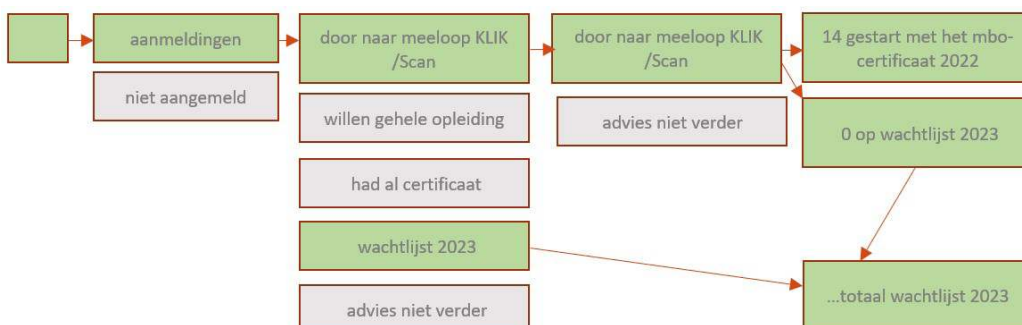 aanmeldingen
niet aangemeld
door naar meeloop KLIK
/Scan
willen gehele opleiding
had al certificaat
wachtlijst 2023
advies niet verder
door naar meeloop KLIK
/Scan
advies niet verder
14 gestart met het mbo-
certificaat 2022
0 op wachtlijst 2023
...totaal wachtlijst 2023